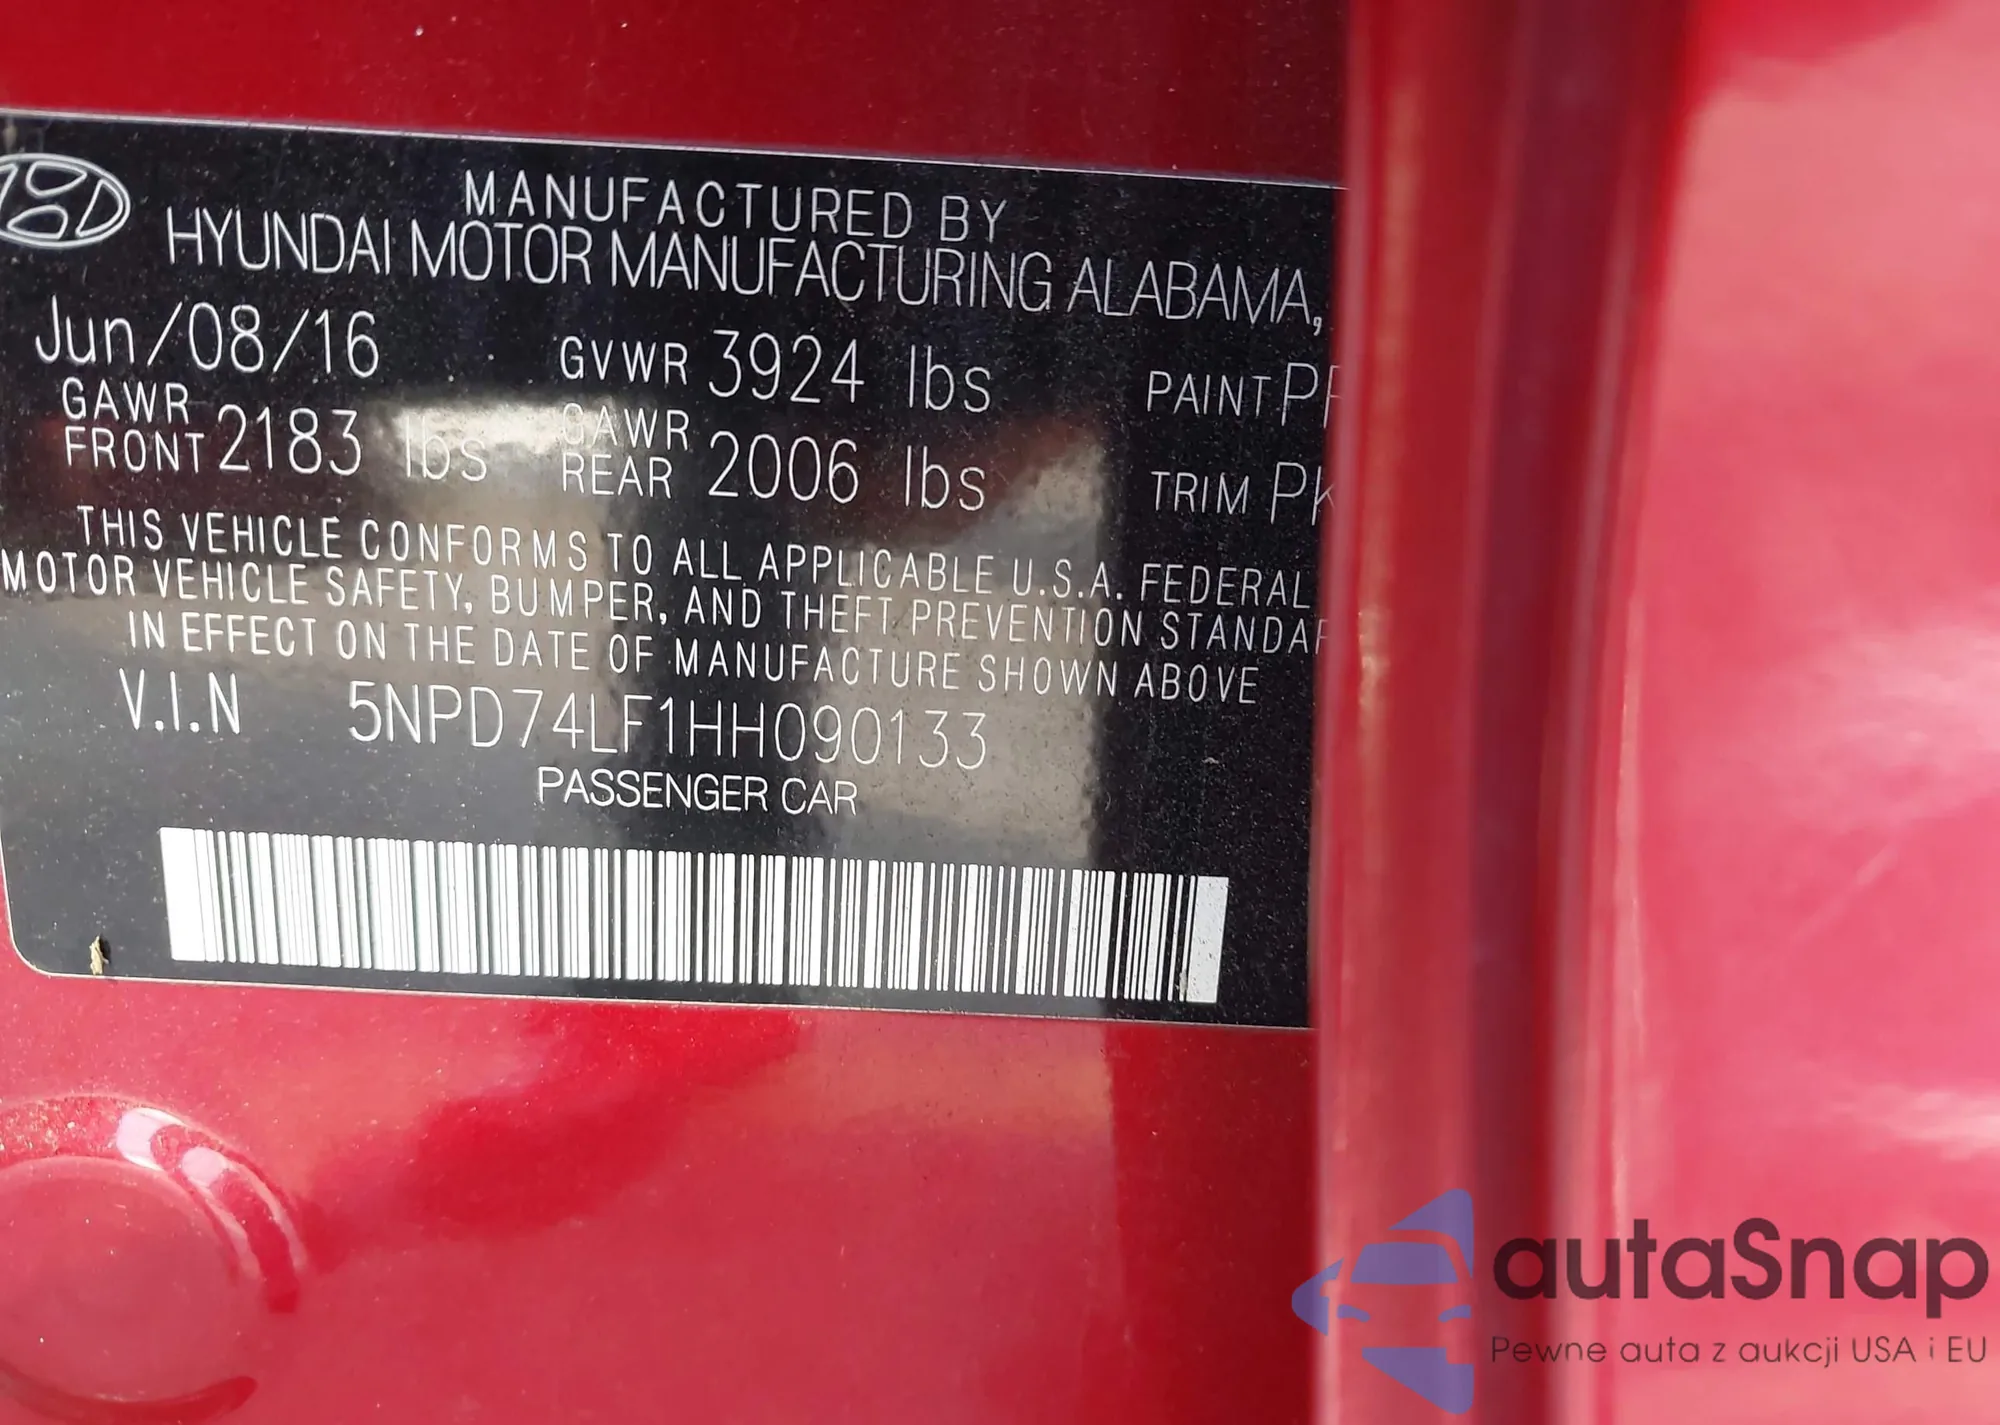 MANUFACTURED BY
HYUNDAI MOTOR MANUFACTURING ALABAMA,
Jun/08/16 GVWR 3924 lbs PAINT
GAWR FRONT 2183 lbs GAWR REAR 2006 lbs TRIM
THIS VEHICLE CONFORMS TO ALL APPLICABLE U.S.A. FEDERAL
MOTOR VEHICLE SAFETY, BUMPER, AND THEFT PREVENTION
IN EFFECT ON THE DATE OF MANUFACTURE SHOWN ABOVE
V.I.N 5NPD74LF1HH090133
PASSENGER CAR
autaSnap
Pewne auta z aukcji USA i EU